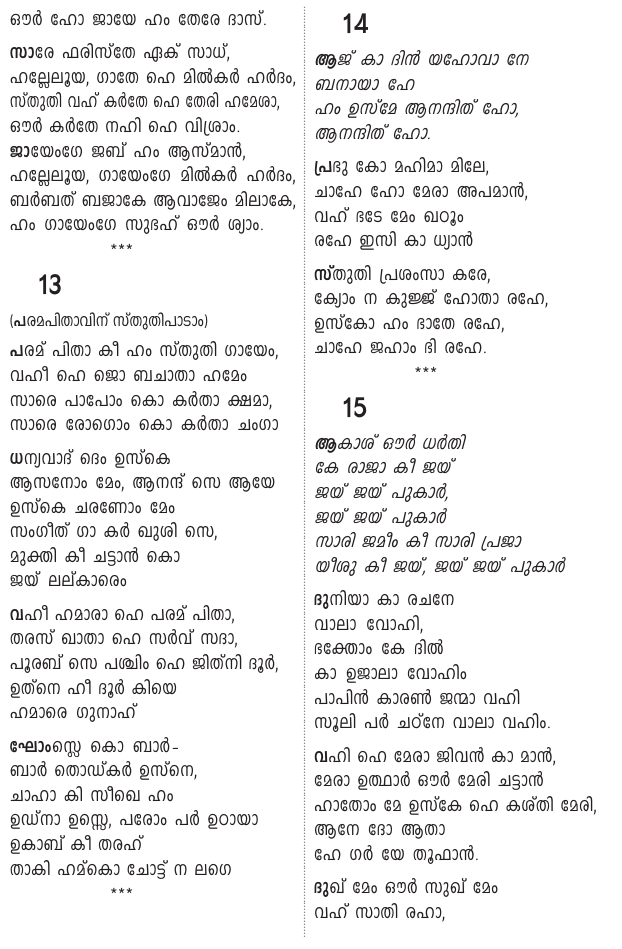 ഔർ ഹോ ജായേ ഹം തേരേ ദാസ്.
സാരേ ഫരിസ്തേ ഏക് സാധ്,
ഹല്ലേലൂയ, ഗാതേ ഹെ മിൽകർ ഹർദം,
സ്തുതി വഹ് കർതേ ഹെ തേരി ഹമേശാ,
ഔർ കർതേ നഹി ഹെ വിശ്രാം.
ജായേംഗേ ജബ് ഹം ആസ്മാൻ,
ഹല്ലേലൂയ, ഗായേംഗേ മിൽകർ ഹർദം,
ബർബത് ബജാകേ ആവാജേം മിലാകേ,
ഹം ഗായേംഗേ സുഭഹ് ഔർ ശ്യാം.
***
13
(പരമപിതാവിന് സ്തുതിപാടാം)
പരമ് പിതാ കീ ഹം സ്തുതി ഗായേം,
വഹീ ഹെ ജൊ ബചാതാ ഹമേം
സാരെ പാപോം കൊ കർതാ ക്ഷമാ,
സാരെ രോഗൊം കൊ കർതാ ചംഗാ
ധന്യവാദ് ദെം ഉസ്കെ
ആസനോം മേം, ആനന്ദ് സെ ആയേ
ഉസ്കെ ചരണോം മേം
സംഗീത് ഗാ കർ ഖുശി സെ,
മുക്തി കീ ചട്ടാൻ കൊ
ജയ് ലല്കാരെം
വഹീ ഹമാരാ ഹെ പരമ് പിതാ,
തരസ് ഖാതാ ഹെ സർവ് സദാ,
പൂരബ് സെ പശ്ചിം ഹെ ജിത്നി ദൂർ,
ഉത്നെ ഹീ ദൂർ കിയെ
ഹമാരെ ഗുനാഹ്
ഘോംസ്ലെ കൊ ബാർ-
ബാർ തൊഡ്കർ ഉസ്നെ,
ചാഹാ കി സീഖെ ഹം
ഉഡ്നാ ഉസ്സെ, പരോം പർ ഉഠായാ
ഉകാബ് കീ തരഹ്
താകി ഹമ്കൊ ചോട്ട് ന ലഗെ
***
14
ആജ് കാ ദിൻ യഹോവാ നേ
ബനായാ ഹേ
ഹം ഉസ്മേ ആനന്ദിത് ഹോ,
ആനന്ദിത് ഹോ.
പ്രഭു കോ മഹിമാ മിലേ,
ചാഹേ ഹോ മേരാ അപമാൻ,
വഹ് ഭടേ മേം ഖഠൂം
രഹേ ഇസി കാ ധ്യാൻ
സ്തുതി പ്രശംസാ കരേ,
ക്യോം ന കുജ്ജ് ഹോതാ രഹേ,
ഉസ്കോ ഹം ഭാതേ രഹേ,
ചാഹേ ജഹാം ഭി രഹേ.
***
15
ആകാശ് ഔർ ധർതി
കേ രാജാ കീ ജയ്
ജയ് ജയ് പുകാർ,
ജയ് ജയ് പുകാർ
സാരി ജമീം കീ സാരി പ്രജാ
യീശു കീ ജയ്, ജയ് ജയ് പുകാർ
ദുനിയാ കാ രചനേ
വാലാ വോഹി,
ഭക്തോം കേ ദിൽ
കാ ഉജാലാ വോഹിം
പാപിൻ കാരൺ ജന്മാ വഹി
സൂലി പർ ചഠ്നേ വാലാ വഹിം.
വഹി ഹെ മേരാ ജിവൻ കാ മാൻ,
മേരാ ഉത്ഥാർ ഔർ മേരി ചട്ടാൻ
ഹാതോം മേ ഉസ്കേ ഹെ കശ്തി മേരി,
ആനേ ദോ ആതാ
ഹേ ഗർ യേ തൂഫാൻ.
ദുഖ് മേം ഔർ സുഖ് മേം
വഹ് സാതി രഹാ,